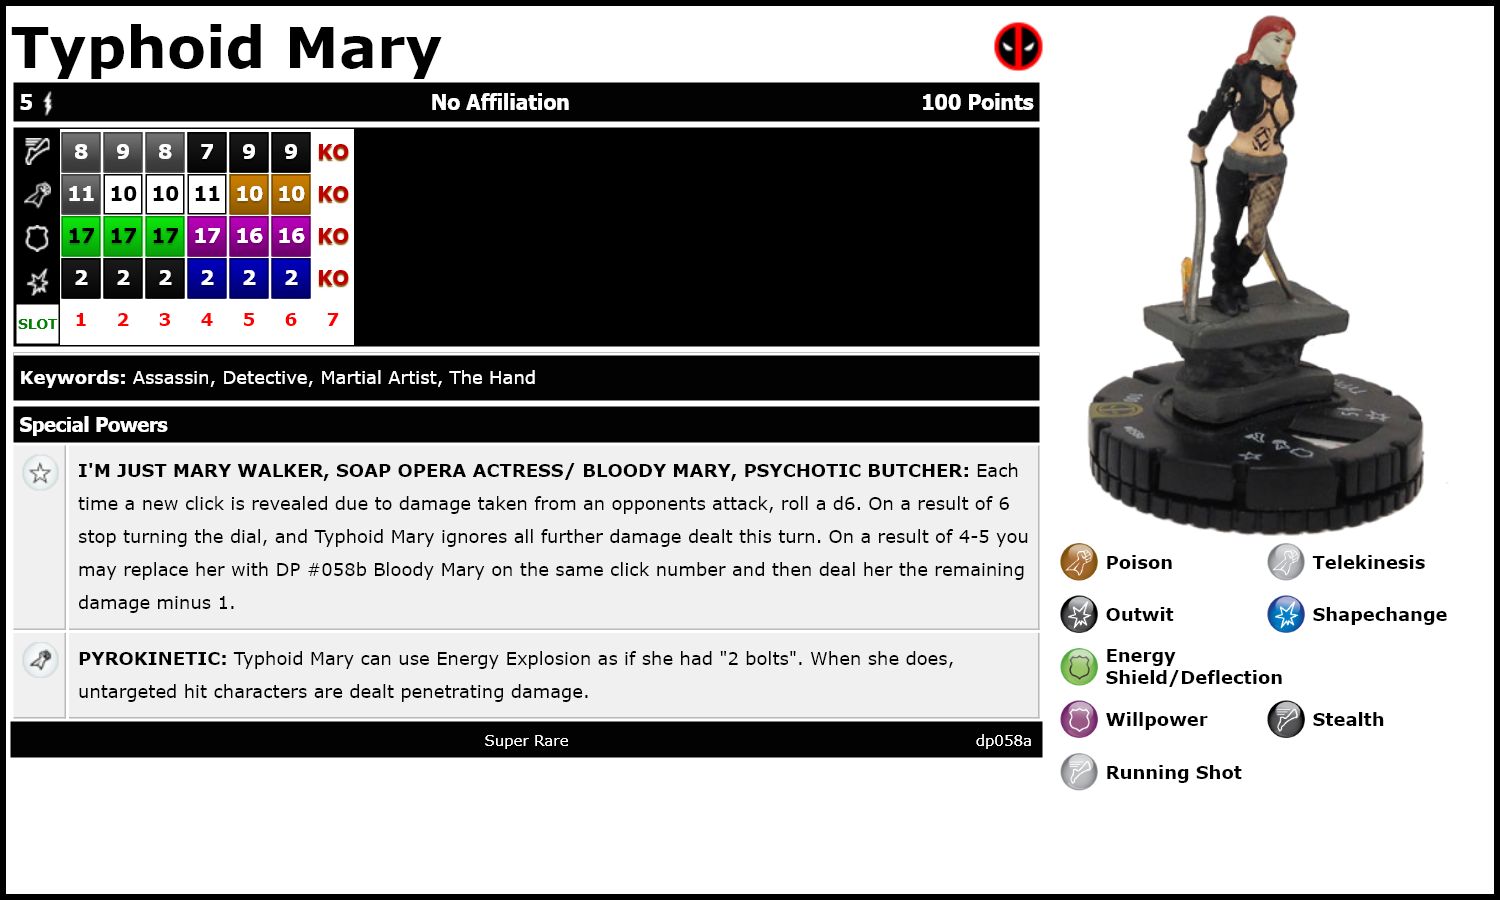 Typhoid Mary
5 No Affiliation 100 Points
8 9 8 7 9 9 KO
11 10 10 11 10 10 KO
17 17 17 17 16 16 KO
2 2 2 2 2 2 KO
SLOT 1 2 3 4 5 6 7
Keywords: Assassin, Detective, Martial Artist, The Hand
Special Powers
I'M JUST MARY WALKER, SOAP OPERA ACTRESS/ BLOODY MARY, PSYCHOTIC BUTCHER: Each
time a new click is revealed due to damage taken from an opponents attack, roll a d6. On a result of 6
stop turning the dial, and Typhoid Mary ignores all further damage dealt this turn. On a result of 4-5 you
may replace her with DP #058b Bloody Mary on the same click number and then deal her the remaining
damage minus 1.
PYROKINETIC: Typhoid Mary can use Energy Explosion as if she had "2 bolts". When she does,
untargeted hit characters are dealt penetrating damage.
Super Rare dp058a
Poison Telekinesis
Outwit Shapechange
Energy
Shield/Deflection
Willpower Stealth
Running Shot